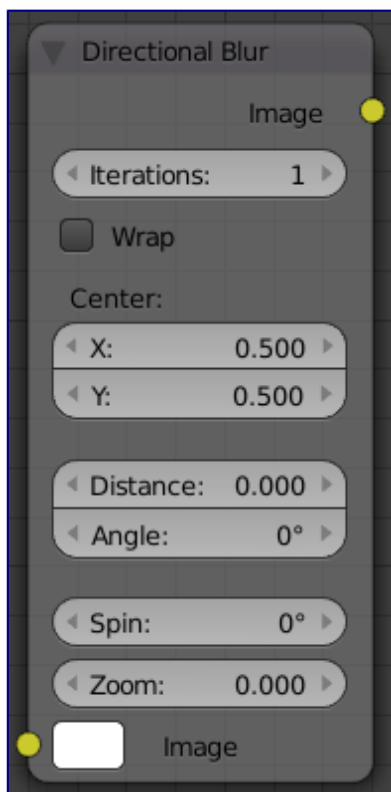 Directional Blur
Image
Iterations: 1
Wrap
Center:
X: 0.500
Y: 0.500
Distance: 0.000
Angle: 0°
Spin: 0°
Zoom: 0.000
Image